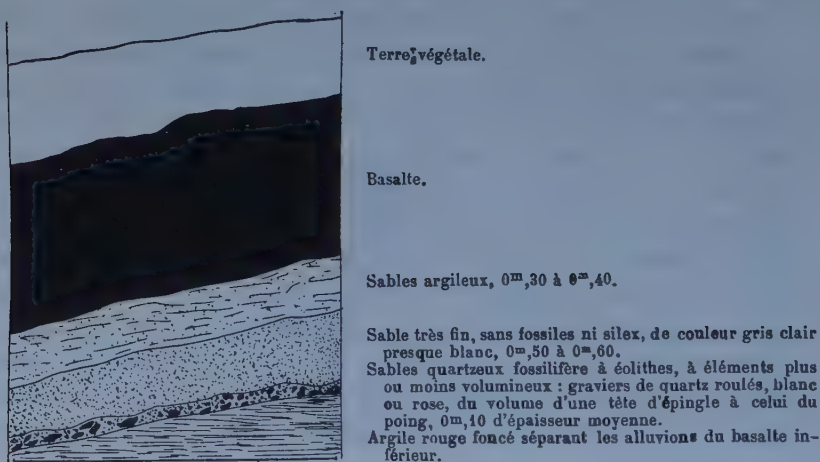 Terre végétale.
Basalte.
Sables argileux, 0m,30 à 0m,40.
Sable très fin, sans fossiles ni silex, de couleur gris clair
presque blanc, 0m,50 à 0m,60.
Sables quartzeux fossilifère à éolithes, à éléments plus
ou moins volumineux : graviers de quartz roulés, blanc
ou rose, du volume d'une tête d'épingle à celui du
poing, 0m,10 d'épaisseur moyenne.
Argile rouge foncé séparant les alluvions du basalte in-
férieur.